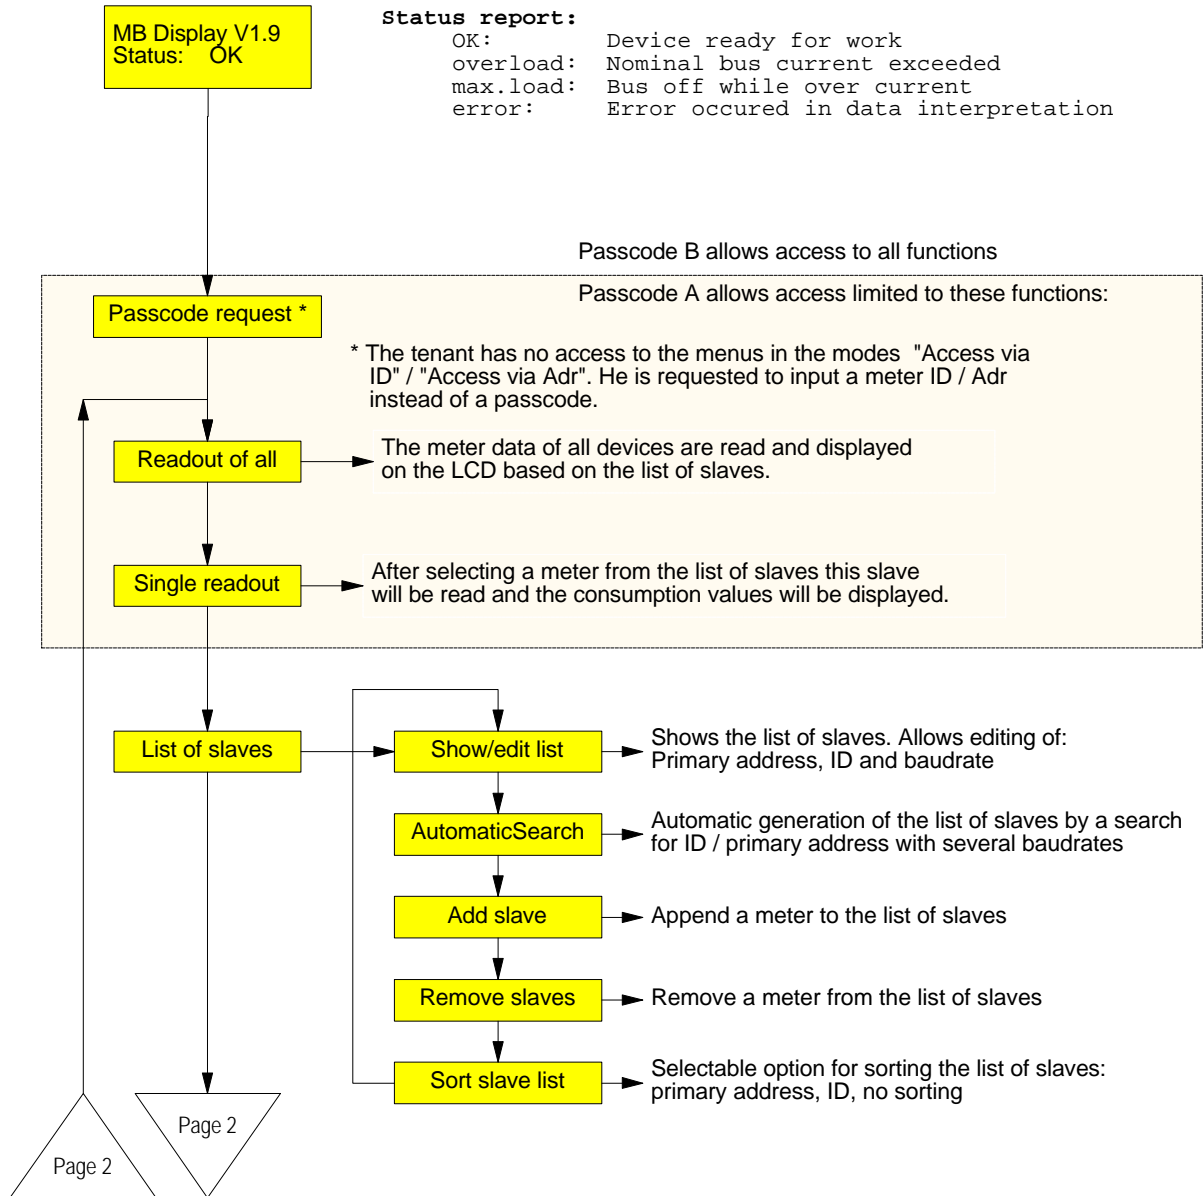 MB Display V1.9
Status: OK
Status report:
OK: Device ready for work
overload: Nominal bus current exceeded
max.load: Bus off while over current
error: Error occured in data interpretation
Passcode B allows access to all functions
Passcode A allows access limited to these functions:
Passcode request *
* The tenant has no access to the menus in the modes "Access via
ID" / "Access via Adr". He is requested to input a meter ID / Adr
instead of a passcode.
Readout of all
The meter data of all devices are read and displayed
on the LCD based on the list of slaves.
Single readout
After selecting a meter from the list of slaves this slave
will be read and the consumption values will be displayed.
List of slaves
Show/edit list
Shows the list of slaves. Allows editing of:
Primary address, ID and baudrate
AutomaticSearch
Automatic generation of the list of slaves by a search
for ID / primary address with several baudrates
Add slave
Append a meter to the list of slaves
Remove slaves
Remove a meter from the list of slaves
Sort slave list
Selectable option for sorting the list of slaves:
primary address, ID, no sorting
Page 2
Page 2